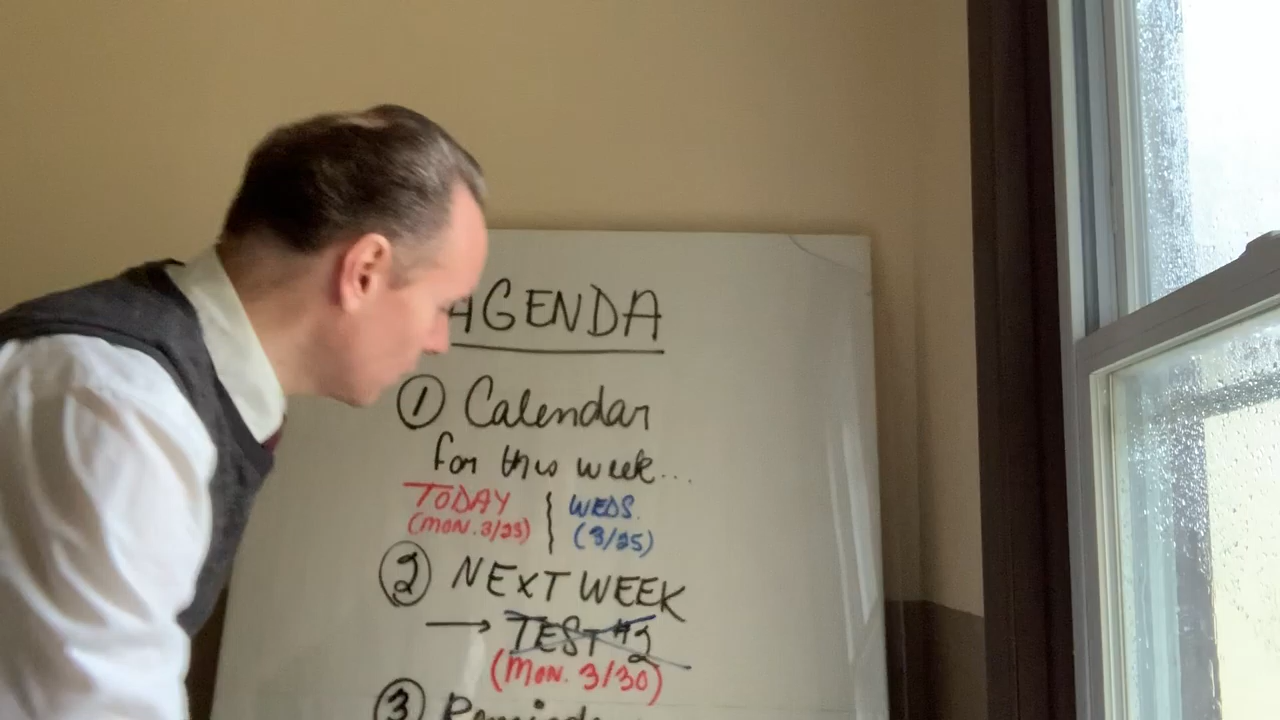 AGENDA
① Calendar
for this week...
TODAY WEDS.
(MON. 3/23) (3/25)
② NEXT WEEK
→ TEST #2
(MON. 3/30)
③